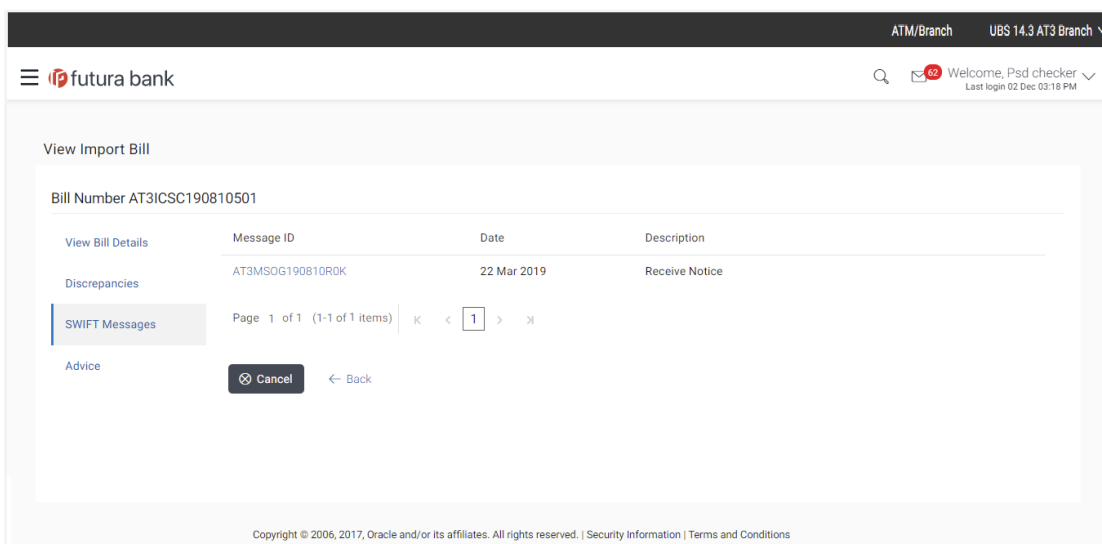 ATM/Branch UBS 14.3 AT3 Branch
futura bank
62
Welcome, Psd checker
Last login 02 Dec 03:18 PM
View Import Bill
Bill Number AT3ICSC190810501
View Bill Details
Discrepancies
SWIFT Messages
Advice
Message ID Date Description
AT3MSOG190810R0K 22 Mar 2019 Receive Notice
Page 1 of 1 (1-1 of 1 items) 1
Cancel Back
Copyright © 2006, 2017, Oracle and/or its affiliates. All rights reserved. | Security Information | Terms and Conditions